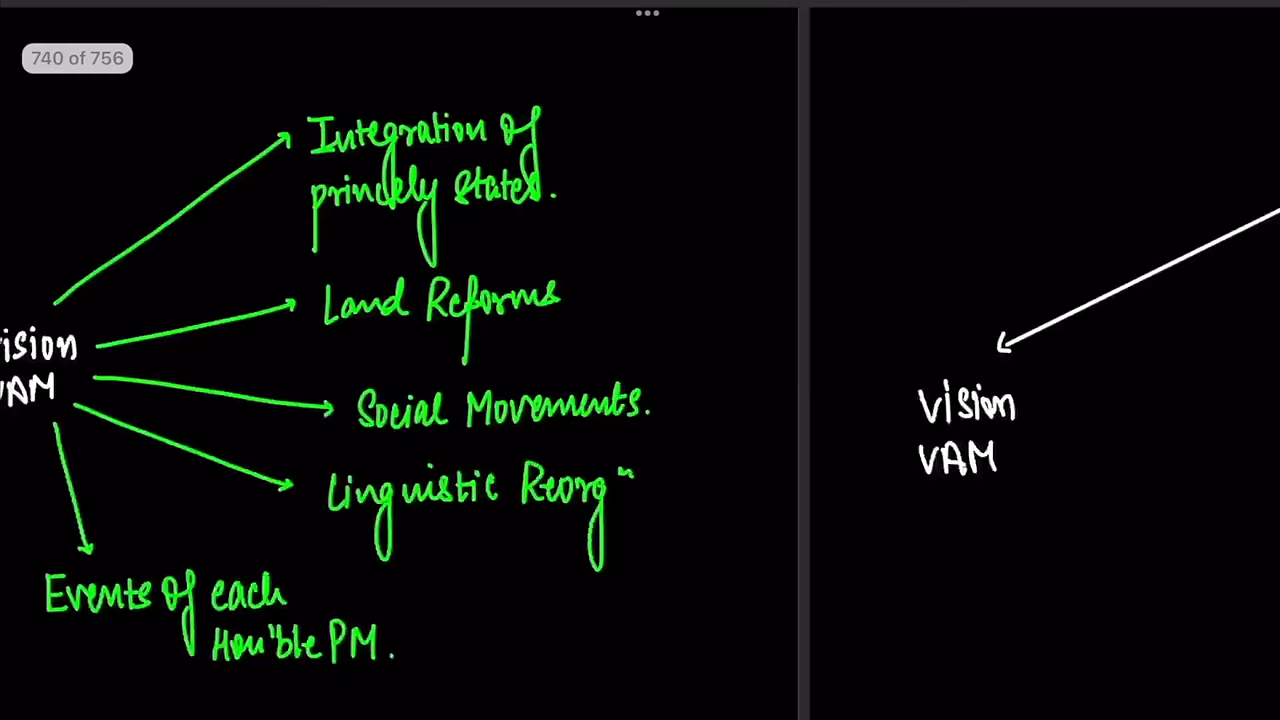 740 of 756
Integration of
princely states.
Land Reforms
ision
VAM
Social Movements.
Linguistic Reorgn
Events of each
Hon'ble PM.
Vision
VAM